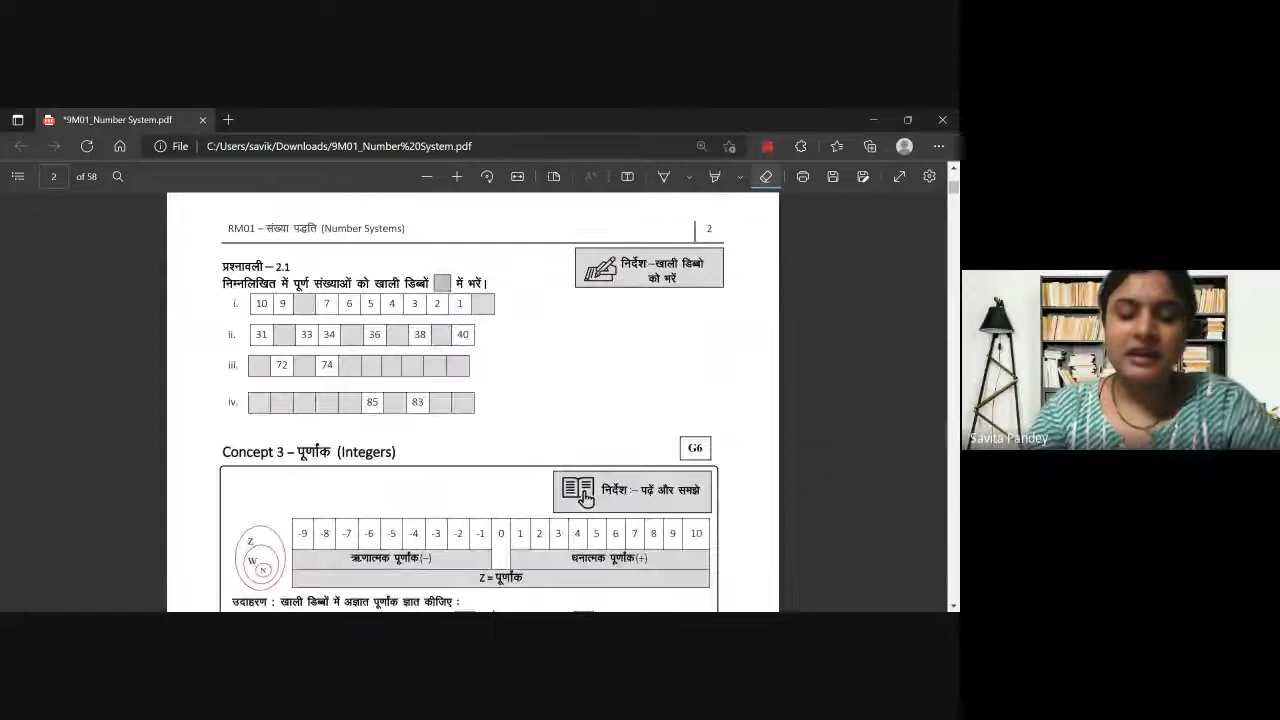 *9M01_Number System.pdf
File C:/Users/savik/Downloads/9M01_Number%20System.pdf
2 of 58
RM01 – संख्या पद्धति (Number Systems) 2
प्रश्नावली – 2.1
निर्देश :- खाली डिब्बो को भरें
निम्नलिखित में पूर्ण संख्याओं को खाली डिब्बों में भरें।
i. 10 9 7 6 5 4 3 2 1
ii. 31 33 34 36 38 40
iii. 72 74
iv. 85 83
Concept 3 – पूर्णांक (Integers) G6
निर्देश :- पढ़ें और समझे
-9 -8 -7 -6 -5 -4 -3 -2 -1 0 1 2 3 4 5 6 7 8 9 10
Z
W
N
ऋणात्मक पूर्णांक(–) धनात्मक पूर्णांक(+)
Z = पूर्णांक
उदाहरण : खाली डिब्बों में अज्ञात पूर्णांक ज्ञात कीजिए :
Savita Pandey